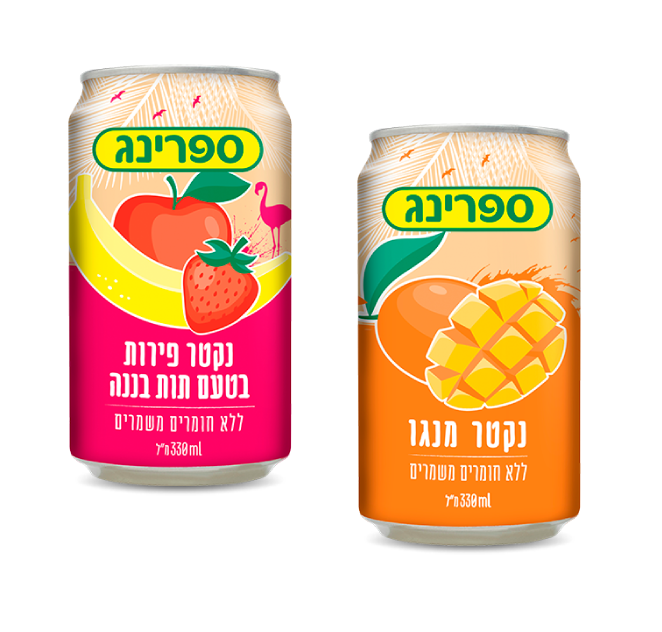 ספרינג
נקטר פירות
בטעם תות בננה
ללא חומרים משמרים
330ml מ"ל
ספרינג
נקטר מנגו
ללא חומרים משמרים
330ml מ"ל